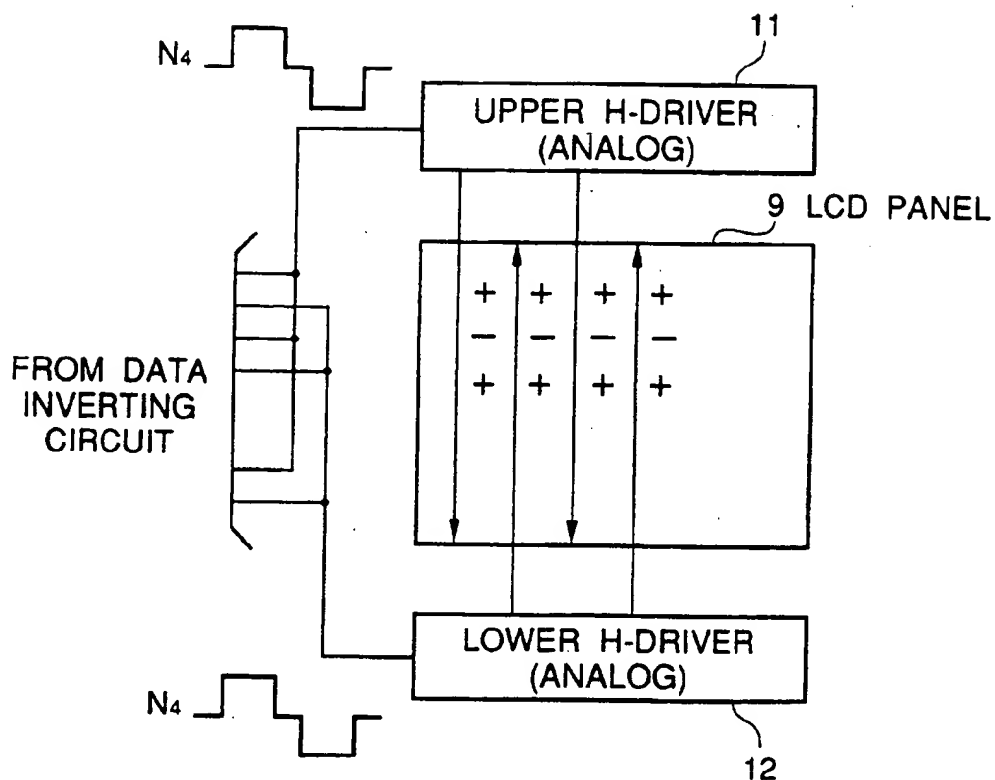 N4
11
UPPER H-DRIVER
(ANALOG)
9 LCD PANEL
+ + + +
− − − −
+ + + +
FROM DATA
INVERTING
CIRCUIT
LOWER H-DRIVER
(ANALOG)
N4
12